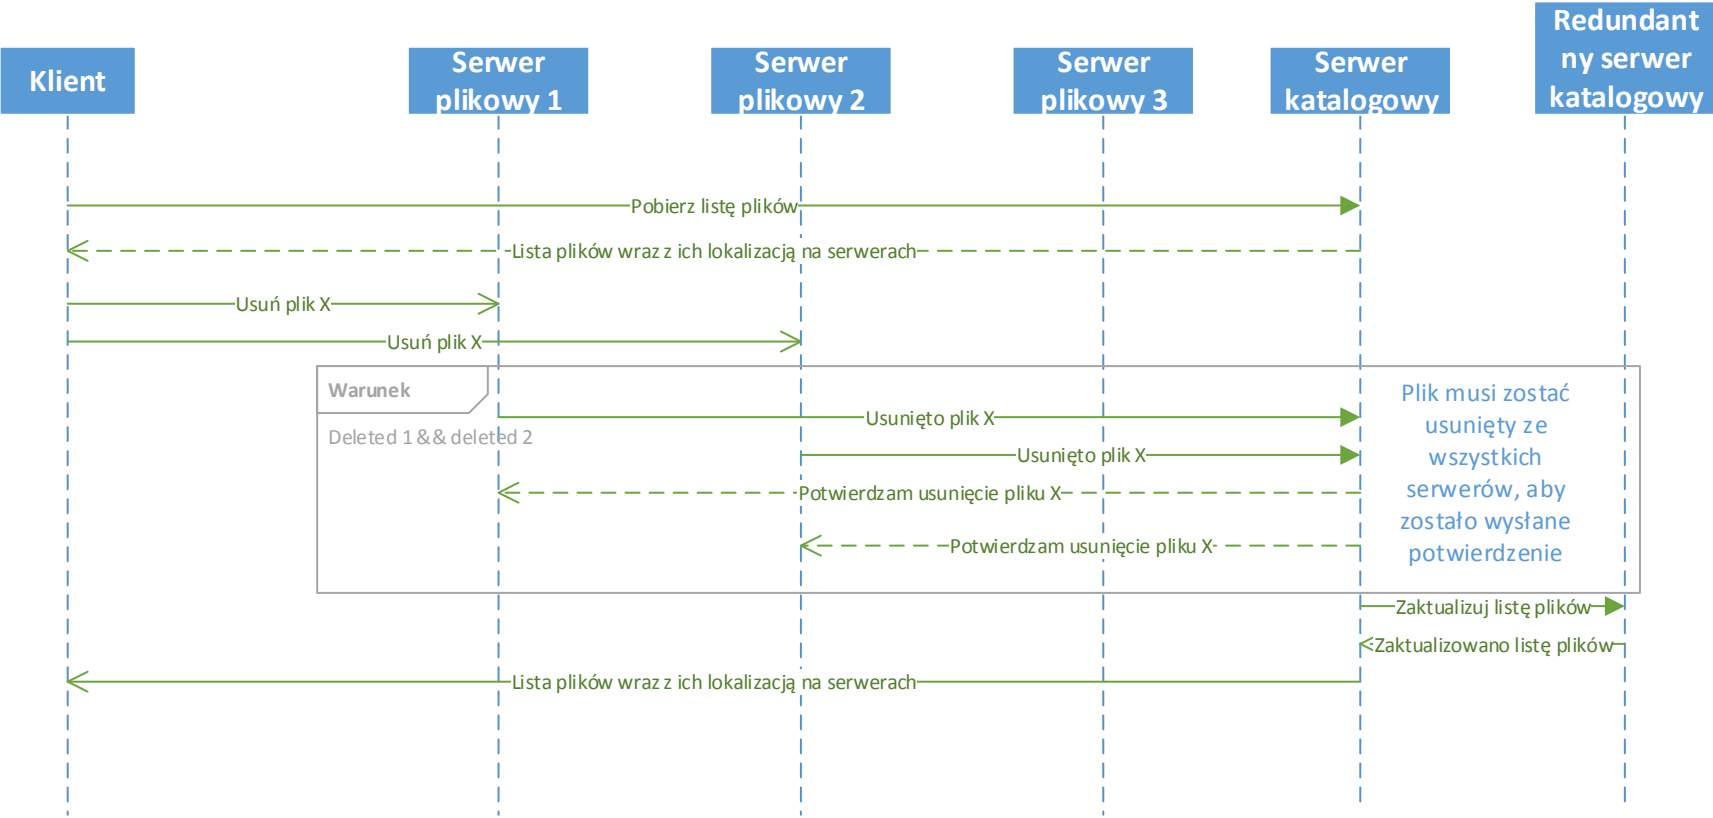 Redundant
ny serwer
katalogowy
Klient
Serwer
plikowy 1
Serwer
plikowy 2
Serwer
plikowy 3
Serwer
katalogowy
Pobierz listę plików
Lista plików wraz z ich lokalizacją na serwerach
Usuń plik X
Usuń plik X
Warunek
Deleted 1 && deleted 2
Usunięto plik X
Usunięto plik X
Potwierdzam usunięcie pliku X
Potwierdzam usunięcie pliku X
Plik musi zostać
usunięty ze
wszystkich
serwerów, aby
zostało wysłane
potwierdzenie
Zaktualizuj listę plików
Zaktualizowano listę plików
Lista plików wraz z ich lokalizacją na serwerach